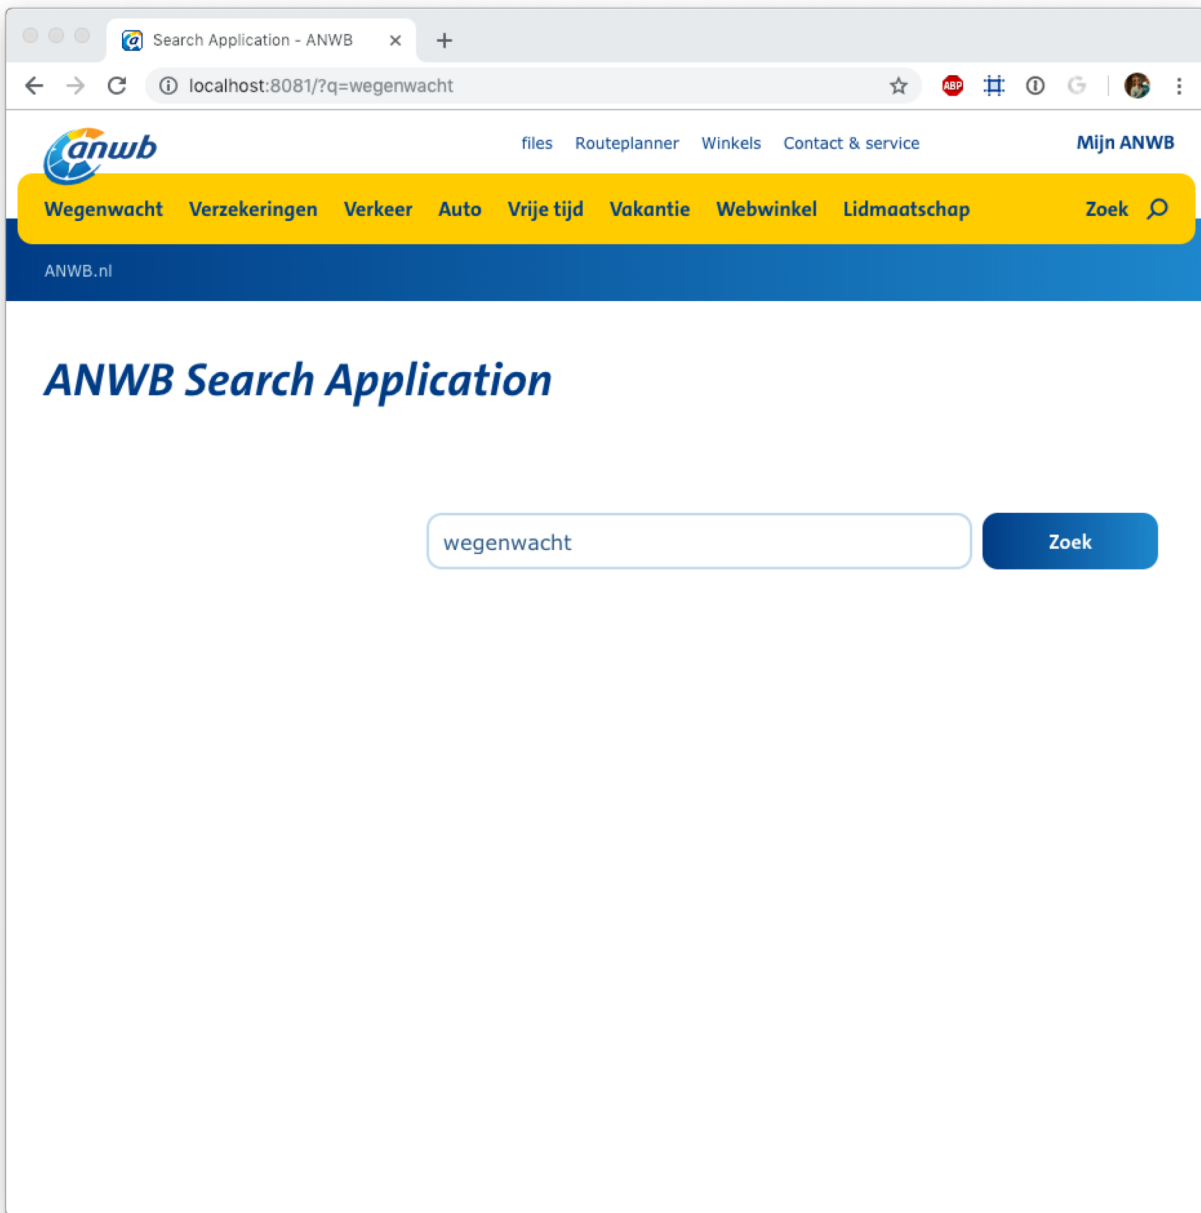 Search Application - ANWB
localhost:8081/?q=wegenwacht
ABP
anwb
files Routeplanner Winkels Contact & service Mijn ANWB
Wegenwacht Verzekeringen Verkeer Auto Vrije tijd Vakantie Webwinkel Lidmaatschap Zoek
ANWB.nl
ANWB Search Application
wegenwacht Zoek